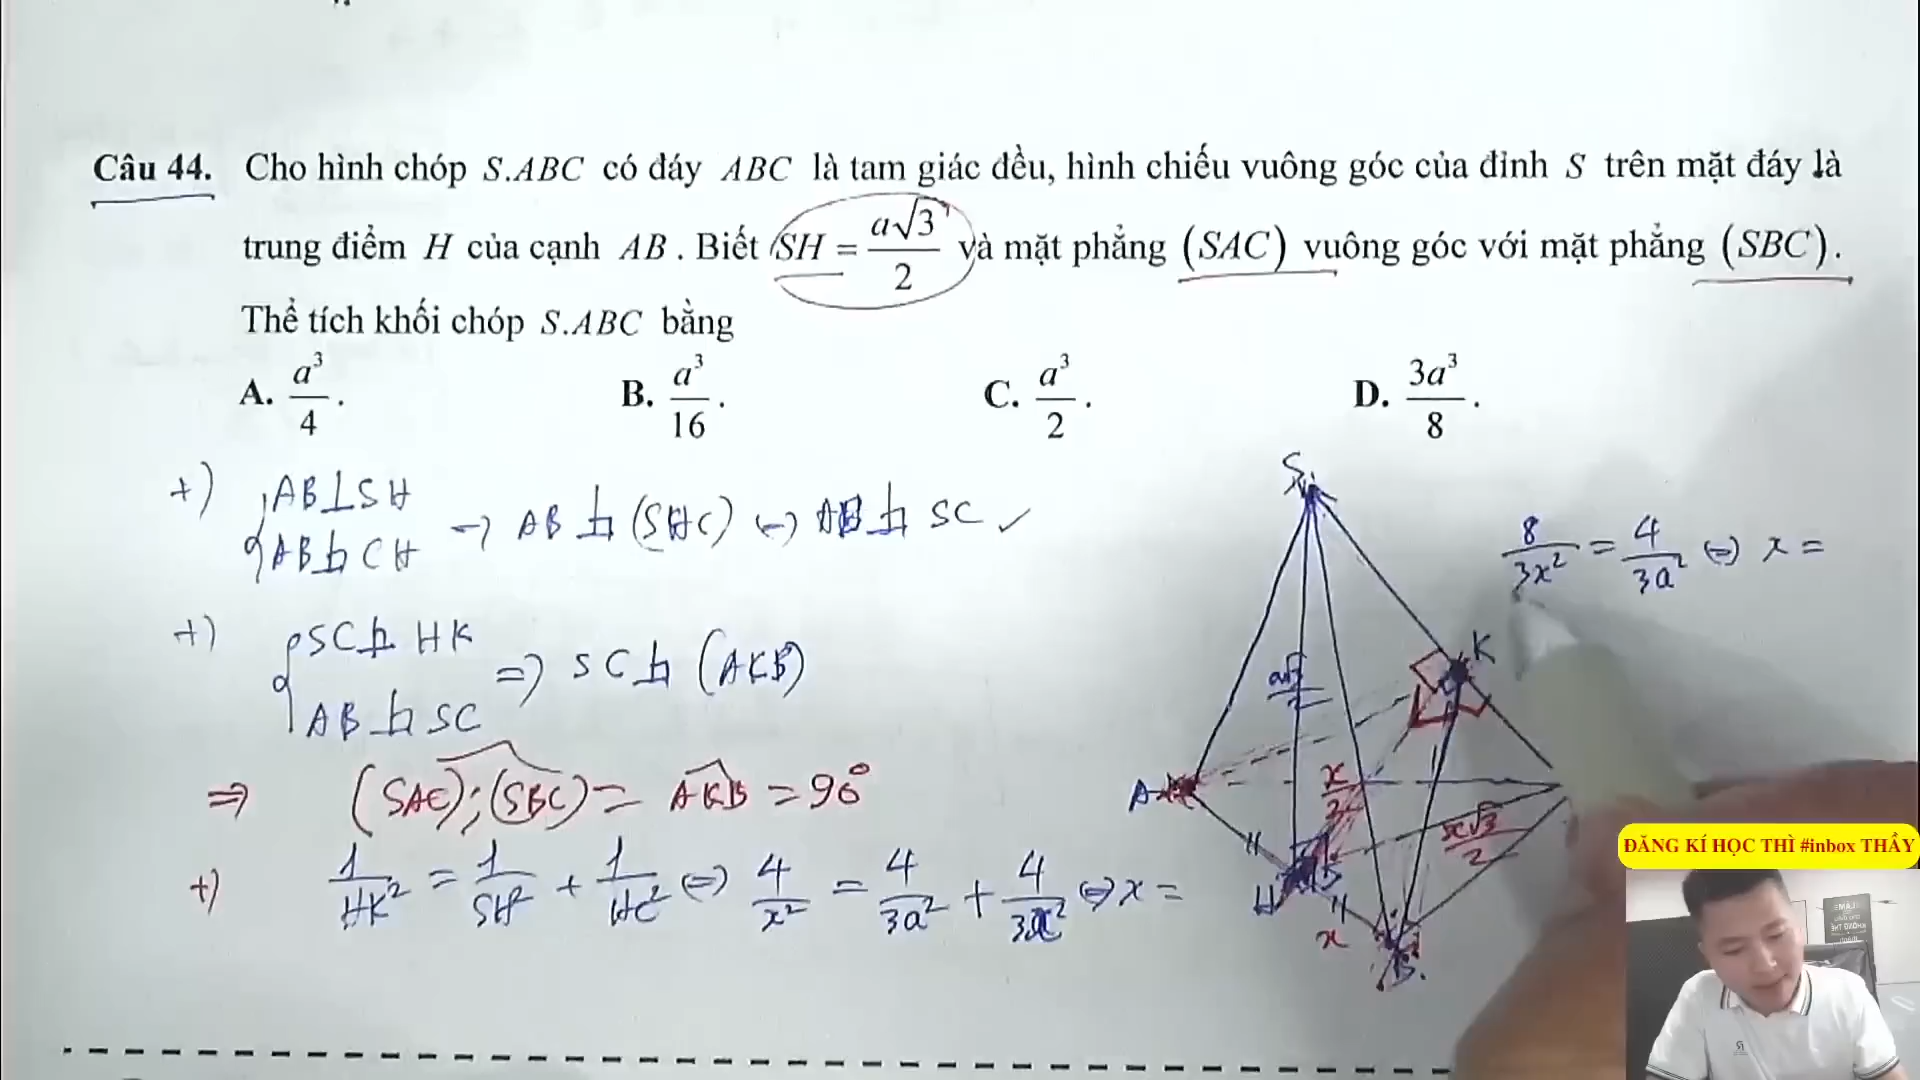 Câu 44. Cho hình chóp S.ABC có đáy ABC là tam giác đều, hình chiếu vuông góc của đỉnh S trên mặt đáy là
trung điểm H của cạnh AB. Biết SH = a√3/2 và mặt phẳng (SAC) vuông góc với mặt phẳng (SBC).
Thể tích khối chóp S.ABC bằng
A. a³/4. B. a³/16. C. a³/2. D. 3a³/8.
+) { AB ⊥ SH
AB ⊥ CH → AB ⊥ (SHC) ↔ AB ⊥ SC ✓
+) { SC ⊥ HK
AB ⊥ SC ⇒ SC ⊥ (AKB)
⇒ (SAC);(SBC) = AKB = 90°
+) 1/HK² = 1/SH² + 1/HC² ⇔ 4/x² = 4/3a² + 4/3x² ⇔ x =
8/3x² = 4/3a² ⇔ x =
S
K
a√3/2
A
x/2
x√3/2
H
x
B
ĐĂNG KÍ HỌC THÌ #inbox THẦY